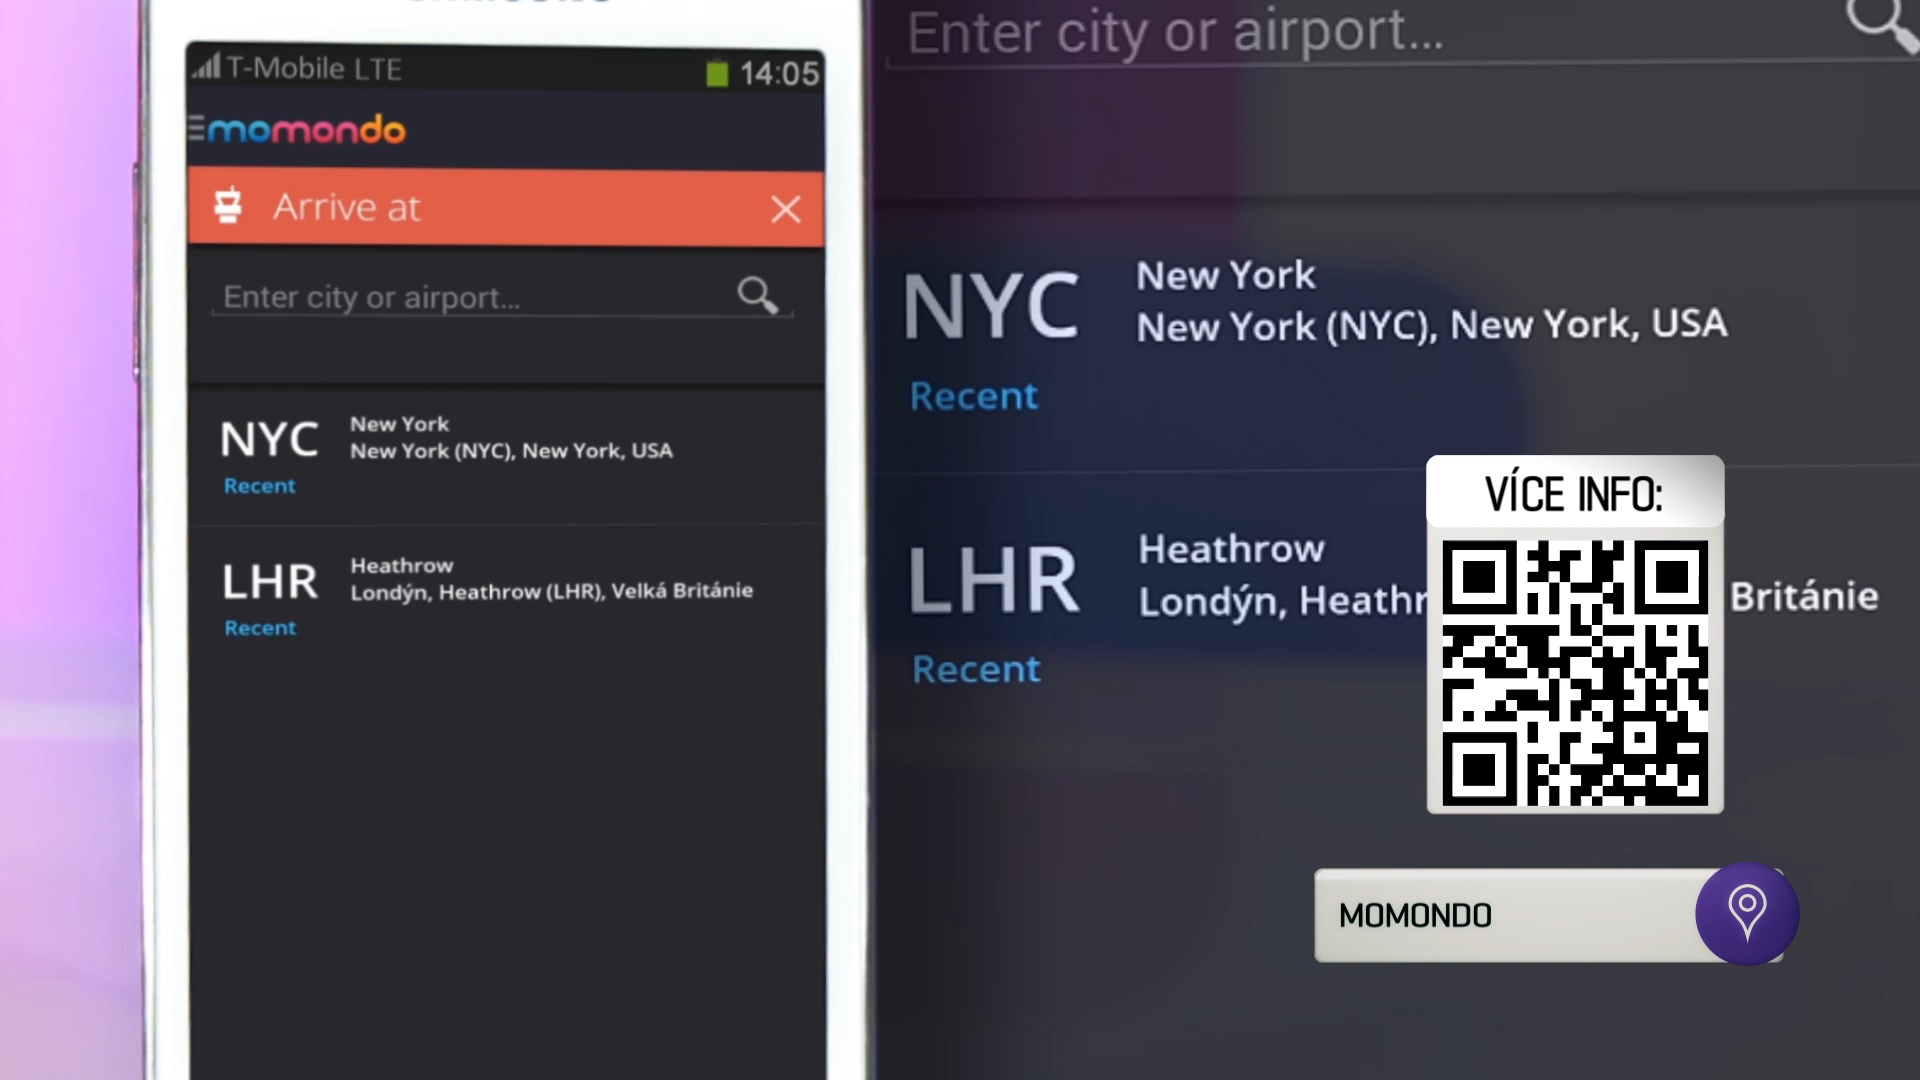 T-Mobile LTE 14:05
momondo
Arrive at
Enter city or airport...
NYC New York
New York (NYC), New York, USA
Recent
LHR Heathrow
Londýn, Heathrow (LHR), Velká Británie
Recent
Enter city or airport...
NYC New York
New York (NYC), New York, USA
Recent
LHR Heathrow
Londýn, Heathr Británie
Recent
VÍCE INFO:
MOMONDO